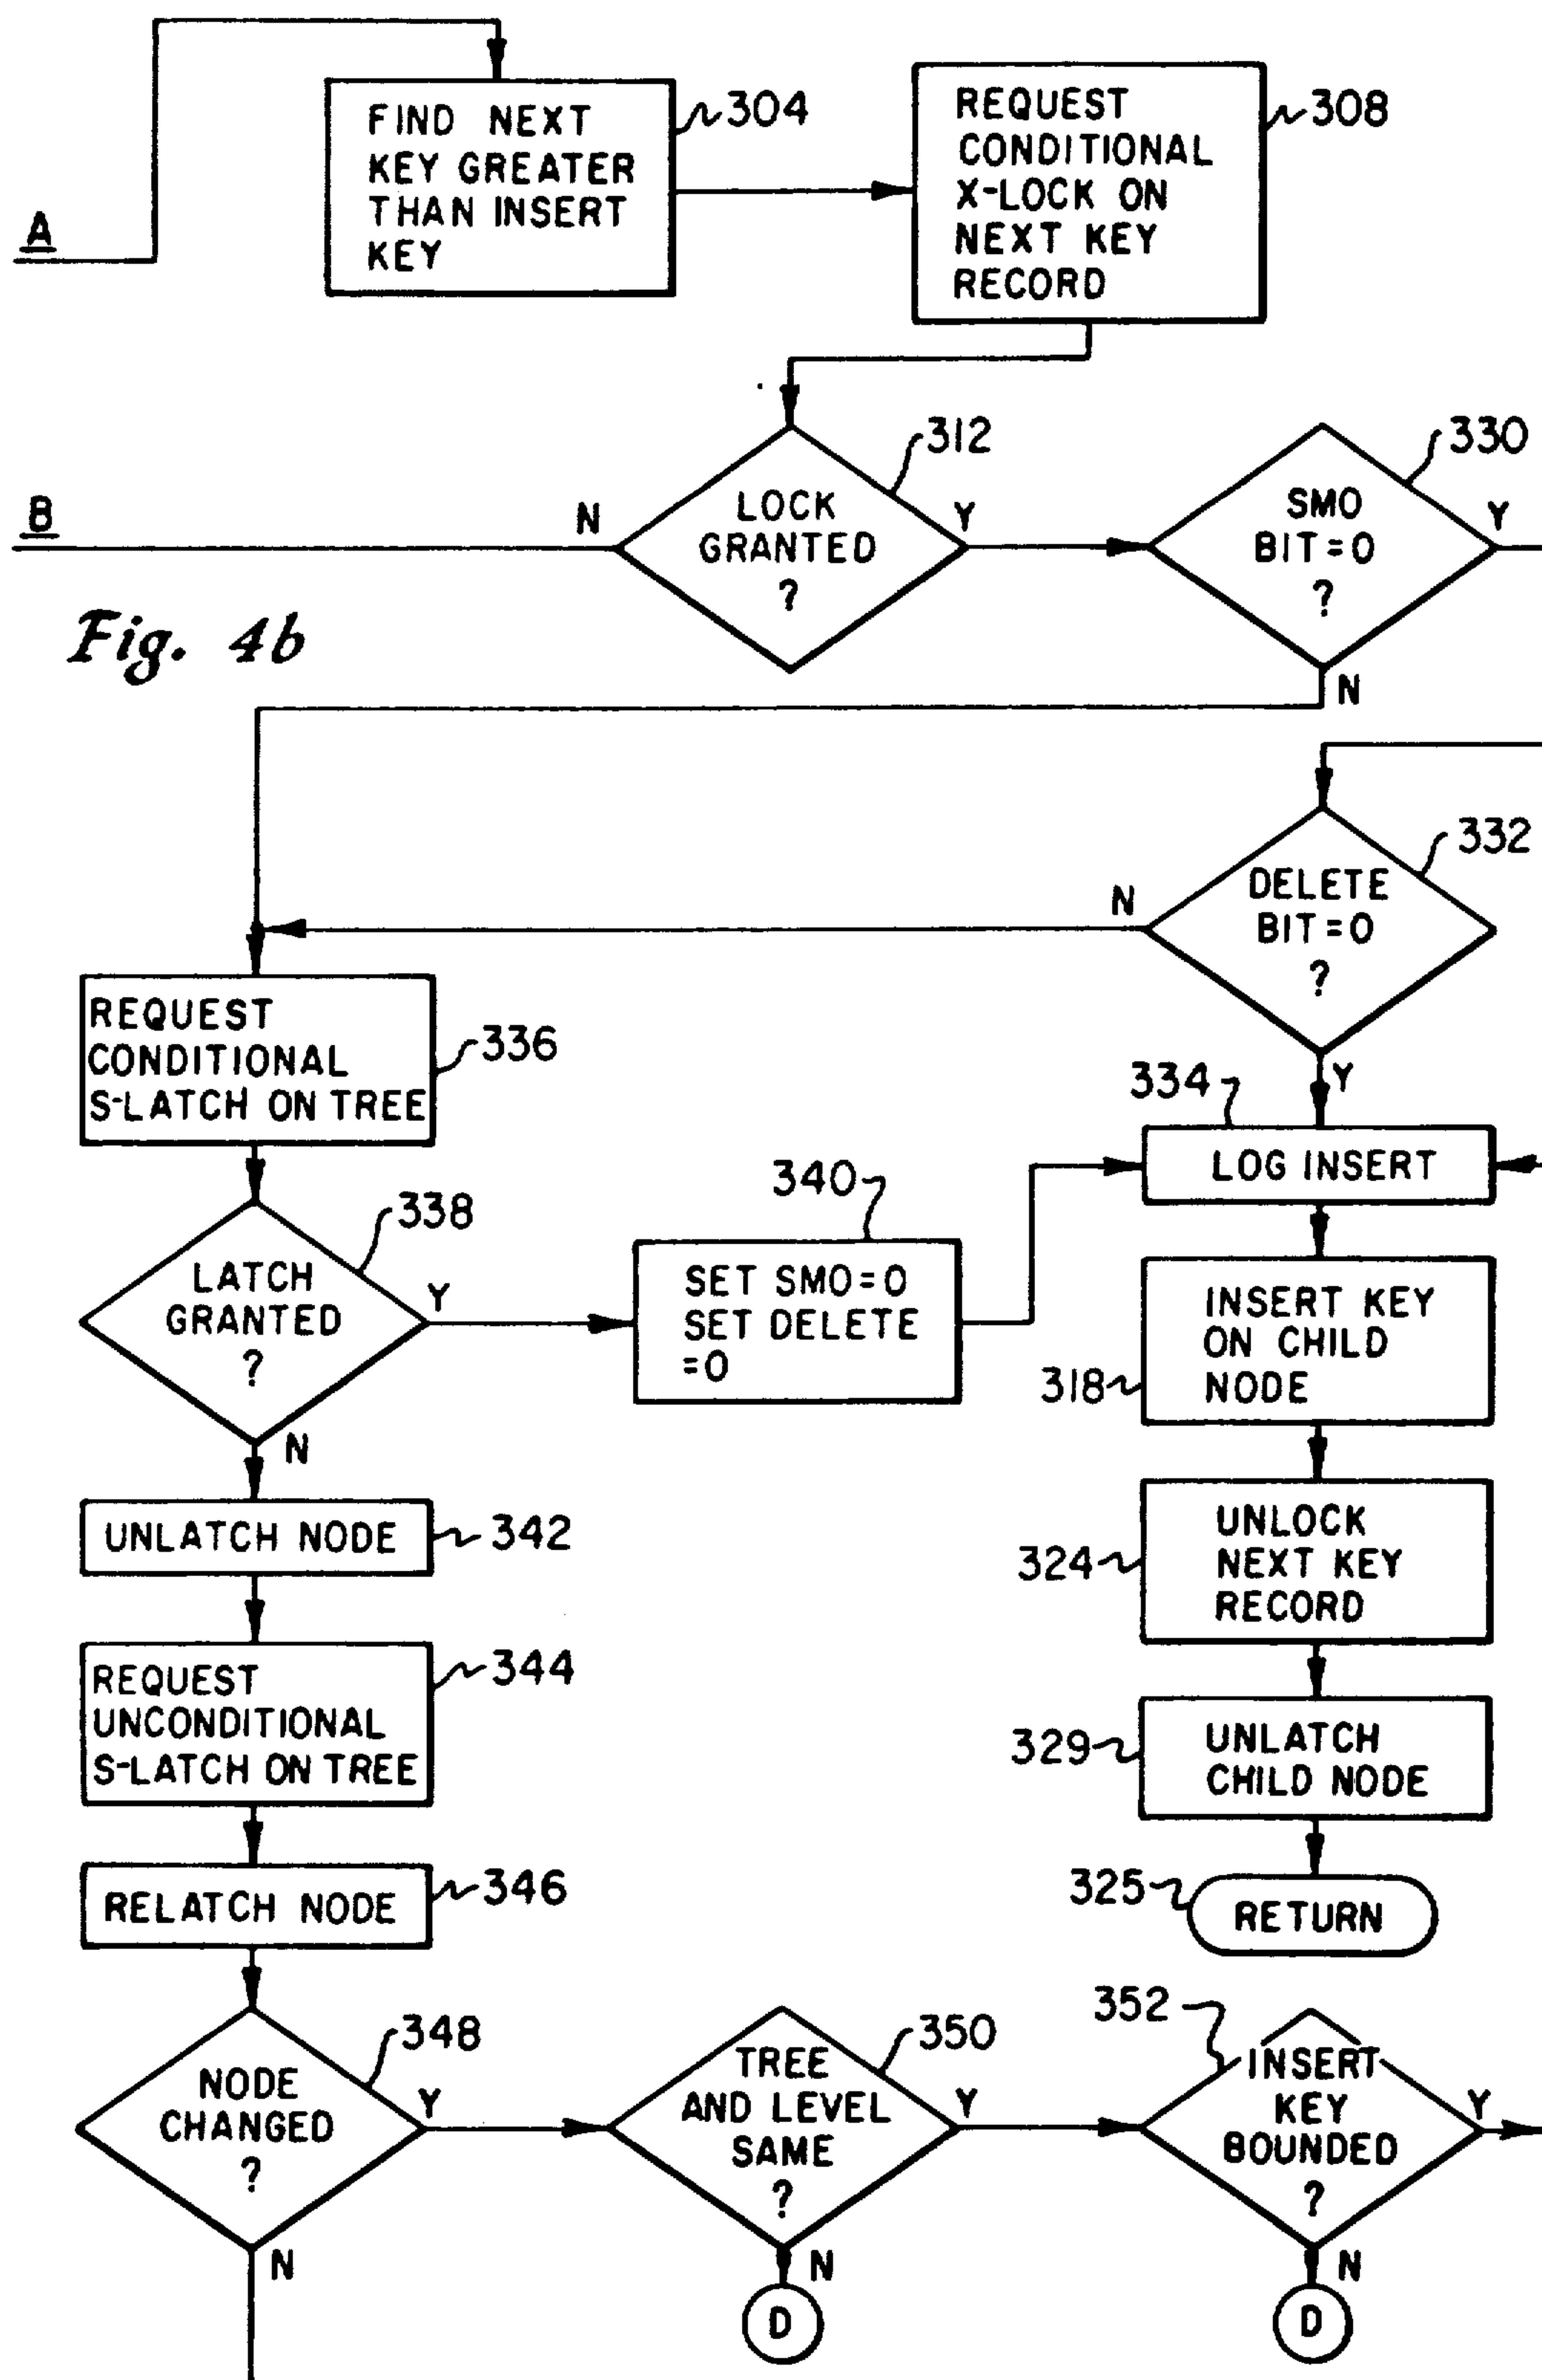 A
FIND NEXT
KEY GREATER
THAN INSERT
KEY
304
REQUEST
CONDITIONAL
X-LOCK ON
NEXT KEY
RECORD
308
B
N
LOCK
GRANTED
?
312
Y
SMO
BIT=0
?
330
Y
N
Fig. 4b
DELETE
BIT=0
?
332
N
Y
REQUEST
CONDITIONAL
S-LATCH ON TREE
336
334
LOG INSERT
LATCH
GRANTED
?
338
Y
N
340
SET SMO=0
SET DELETE
=0
INSERT KEY
ON CHILD
NODE
318
UNLATCH NODE
342
UNLOCK
NEXT KEY
RECORD
324
REQUEST
UNCONDITIONAL
S-LATCH ON TREE
344
UNLATCH
CHILD NODE
329
RELATCH NODE
346
325
RETURN
NODE
CHANGED
?
348
Y
N
TREE
AND LEVEL
SAME
?
350
Y
N
D
352
INSERT
KEY
BOUNDED
?
Y
N
D